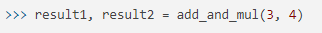 >>> result1, result2 = add_and_mul(3, 4)